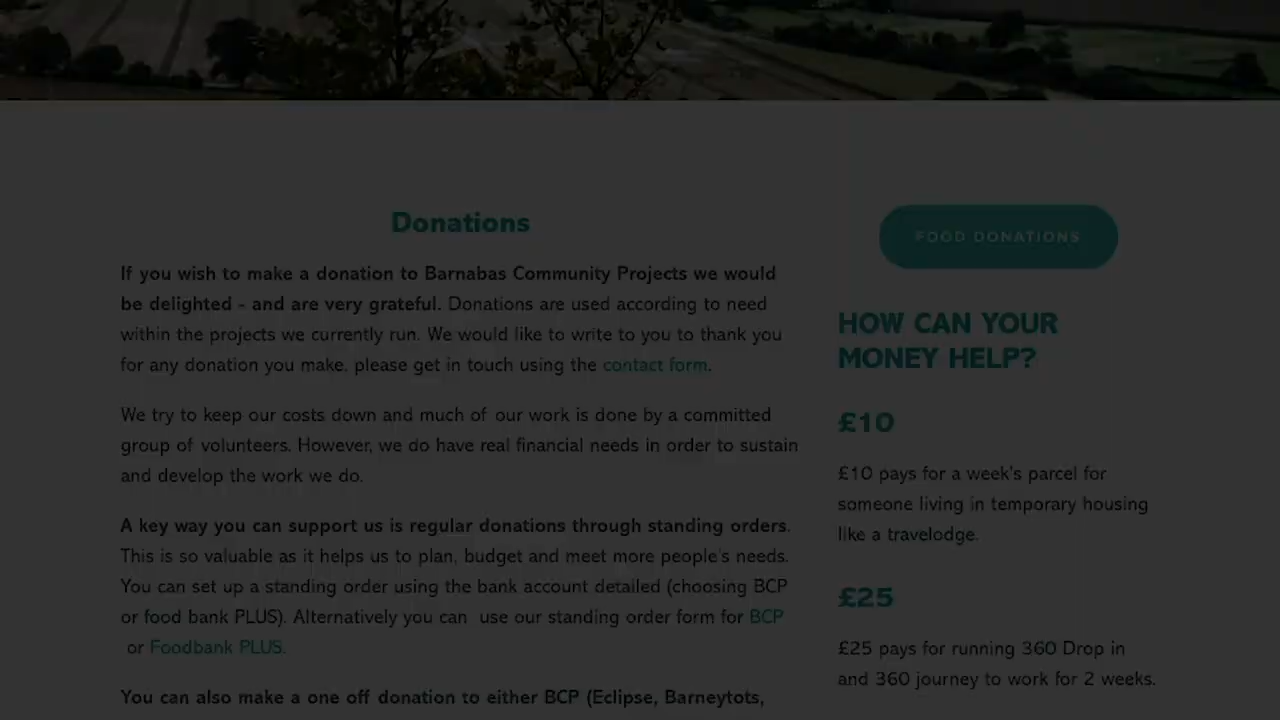 Donations
If you wish to make a donation to Barnabas Community Projects we would
be delighted - and are very grateful. Donations are used according to need
within the projects we currently run. We would like to write to you to thank you
for any donation you make, please get in touch using the contact form.
We try to keep our costs down and much of our work is done by a committed
group of volunteers. However, we do have real financial needs in order to sustain
and develop the work we do.
A key way you can support us is regular donations through standing orders.
This is so valuable as it helps us to plan, budget and meet more people's needs.
You can set up a standing order using the bank account detailed (choosing BCP
or food bank PLUS). Alternatively you can use our standing order form for BCP
or Foodbank PLUS.
You can also make a one off donation to either BCP (Eclipse, Barneytots,
FOOD DONATIONS
HOW CAN YOUR
MONEY HELP?
£10
£10 pays for a week's parcel for
someone living in temporary housing
like a travelodge.
£25
£25 pays for running 360 Drop in
and 360 journey to work for 2 weeks.